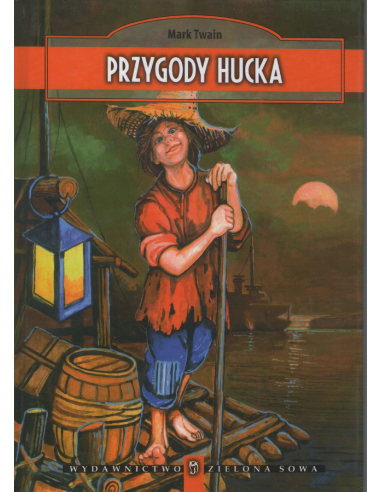 Mark Twain
PRZYGODY HUCKA
WYDAWNICTWO ZIELONA SOWA